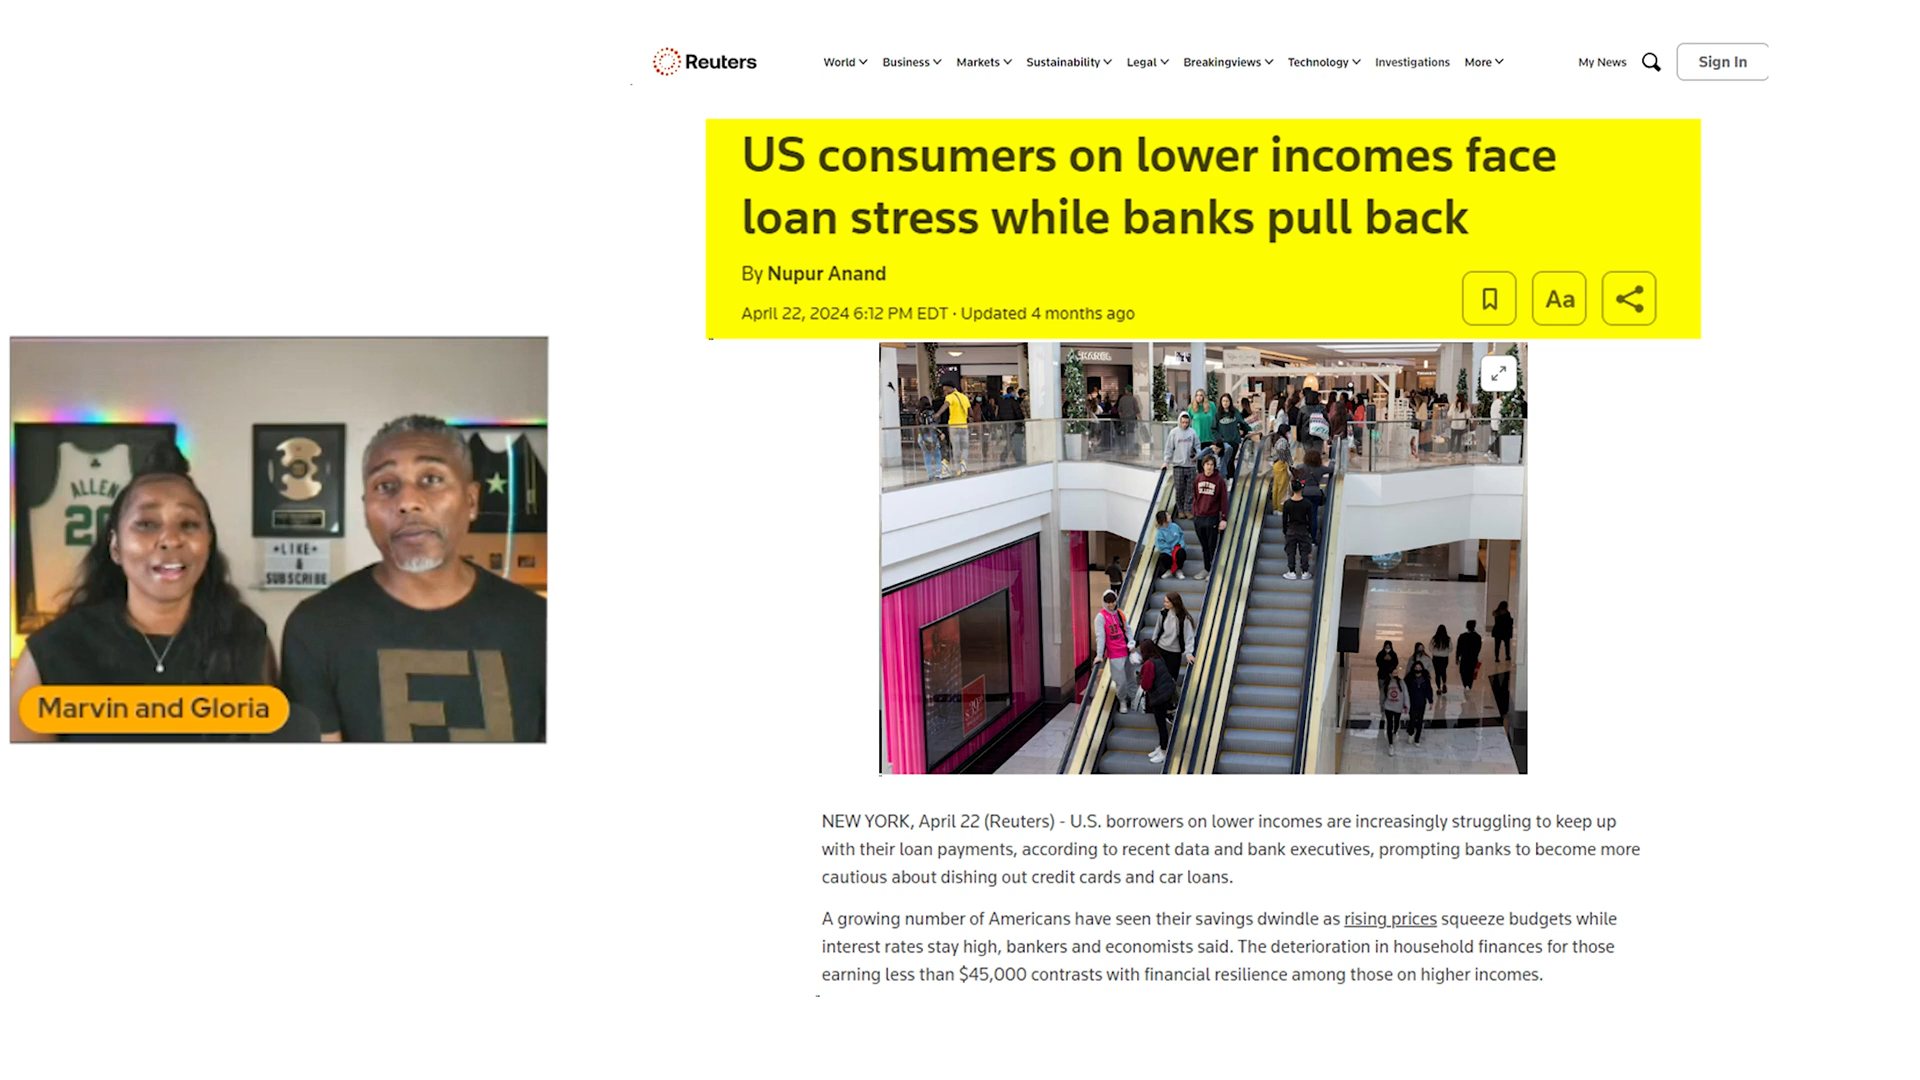 Reuters
World Business Markets Sustainability Legal Breakingviews Technology Investigations More My News Sign In
US consumers on lower incomes face
loan stress while banks pull back
By Nupur Anand
April 22, 2024 6:12 PM EDT · Updated 4 months ago
Aa
ALLEN
20
*LIKE*
&
SUBSCRIBE
Marvin and Gloria
NEW YORK, April 22 (Reuters) - U.S. borrowers on lower incomes are increasingly struggling to keep up
with their loan payments, according to recent data and bank executives, prompting banks to become more
cautious about dishing out credit cards and car loans.
A growing number of Americans have seen their savings dwindle as rising prices squeeze budgets while
interest rates stay high, bankers and economists said. The deterioration in household finances for those
earning less than $45,000 contrasts with financial resilience among those on higher incomes.